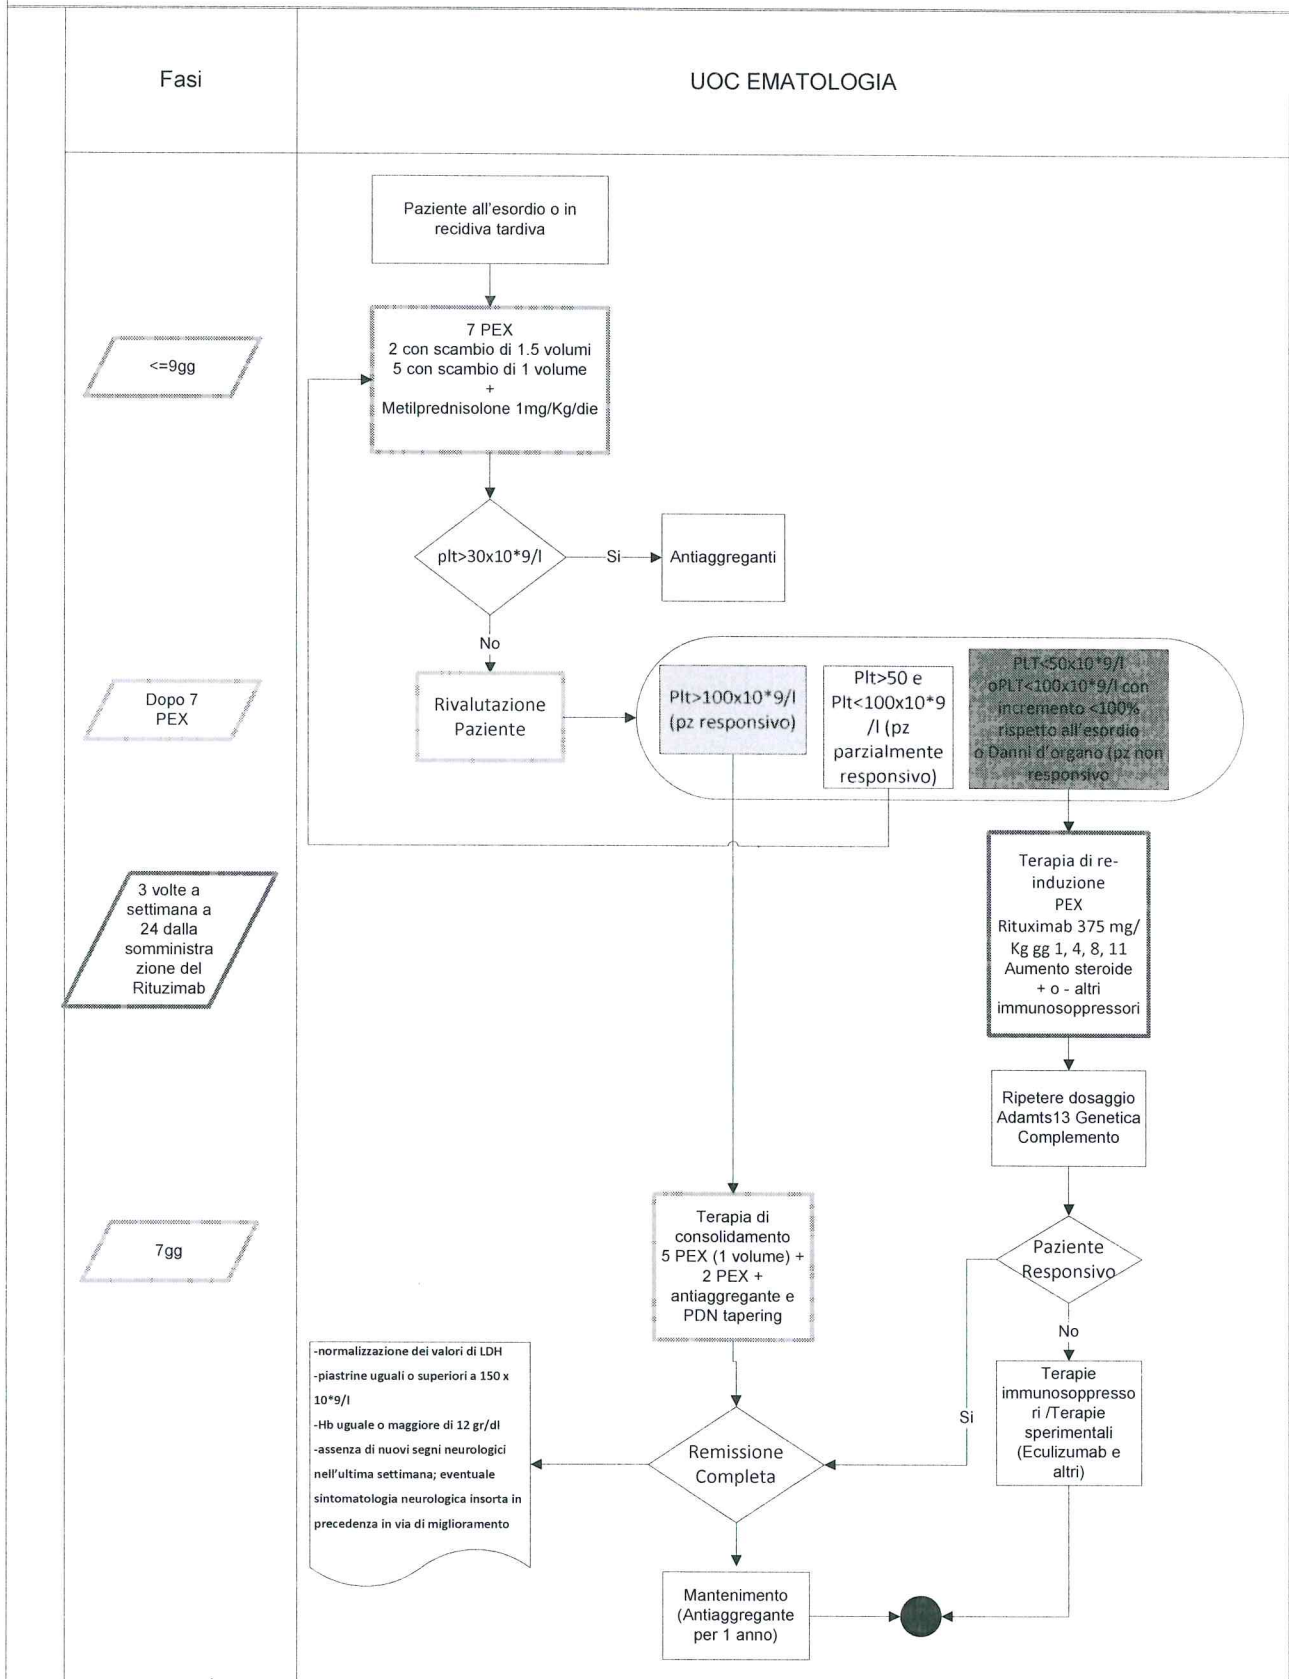 Fasi
UOC EMATOLOGIA
Paziente all'esordio o in
recidiva tardiva
<=9gg
7 PEX
2 con scambio di 1.5 volumi
5 con scambio di 1 volume
+
Metilprednisolone 1mg/Kg/die
plt>30x10*9/l
Si
Antiaggreganti
No
Dopo 7
PEX
Rivalutazione
Paziente
Plt>100x10*9/l
(pz responsivo)
Plt>50 e
Plt<100x10*9
/l (pz
parzialmente
responsivo)
PLT<50x10*9/l
oPLT<100x10*9/l con
incremento <100%
rispetto all'esordio
o Danni d'organo (pz non
responsivo
3 volte a
settimana a
24 dalla
somministra
zione del
Rituzimab
Terapia di re-
induzione
PEX
Rituximab 375 mg/
Kg gg 1, 4, 8, 11
Aumento steroide
+ o - altri
immunosoppressori
Ripetere dosaggio
Adamts13 Genetica
Complemento
7gg
Terapia di
consolidamento
5 PEX (1 volume) +
2 PEX +
antiaggregante e
PDN tapering
Paziente
Responsivo
No
Si
Terapie
immunosoppresso
ri /Terapie
sperimentali
(Eculizumab e
altri)
-normalizzazione dei valori di LDH
-piastrine uguali o superiori a 150 x
10*9/l
-Hb uguale o maggiore di 12 gr/dl
-assenza di nuovi segni neurologici
nell'ultima settimana; eventuale
sintomatologia neurologica insorta in
precedenza in via di miglioramento
Remissione
Completa
Mantenimento
(Antiaggregante
per 1 anno)